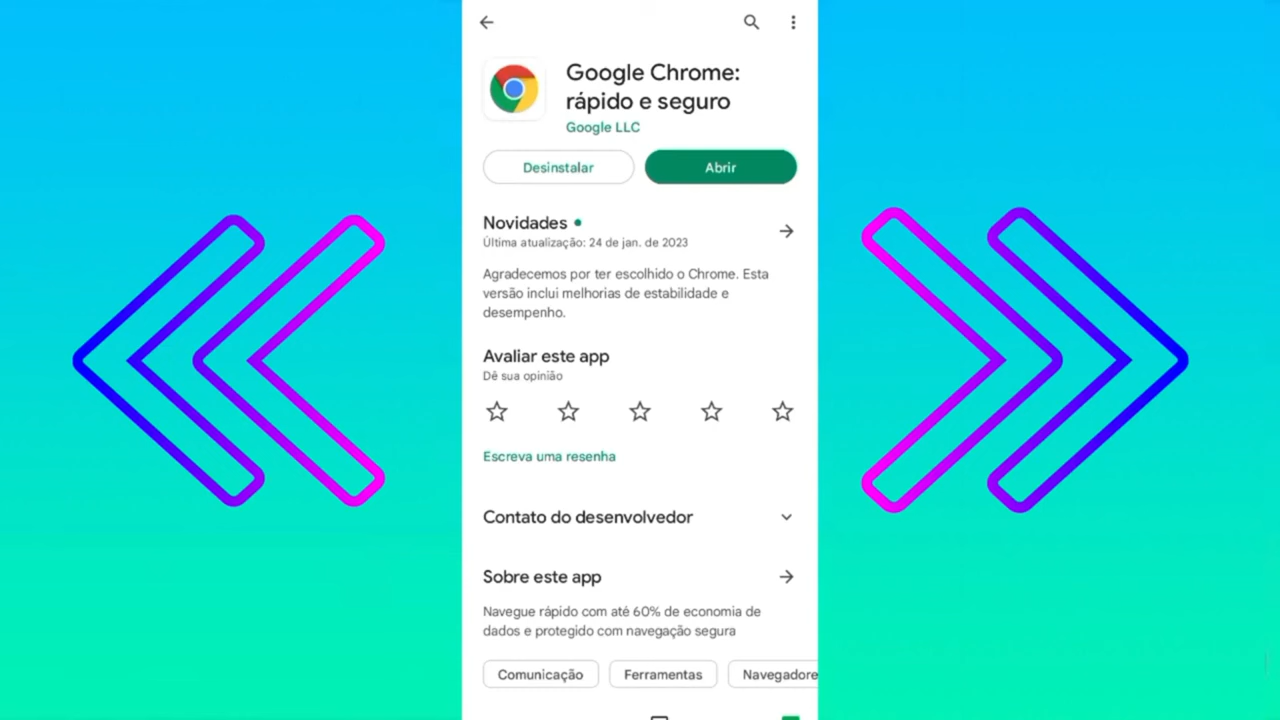 Google Chrome:
rápido e seguro
Google LLC
Desinstalar
Abrir
Novidades
Última atualização: 24 de jan. de 2023
Agradecemos por ter escolhido o Chrome. Esta
versão inclui melhorias de estabilidade e
desempenho.
Avaliar este app
Dê sua opinião
Escreva uma resenha
Contato do desenvolvedor
Sobre este app
Navegue rápido com até 60% de economia de
dados e protegido com navegação segura
Comunicação
Ferramentas
Navegadore